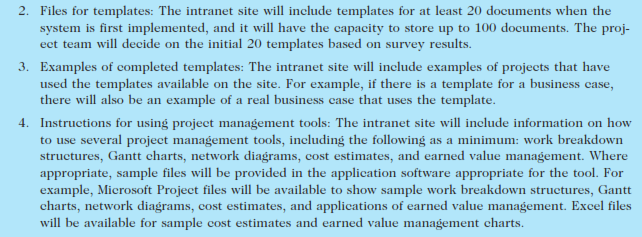 2. Files for templates: The intranet site will include templates for at least 20 documents when the
system is first implemented, and it will have the capacity to store up to 100 documents. The proj-
ect team will decide on the initial 20 templates based on survey results.
3. Examples of completed templates: The intranet site will include examples of projects that have
used the templates available on the site. For example, if there is a template for a business case,
there will also be an example of a real business case that uses the template.
4. Instructions for using project management tools: The intranet site will include information on how
to use several project management tools, including the following as a minimum: work breakdown
structures, Gantt charts, network diagrams, cost estimates, and earned value management. Where
appropriate, sample files will be provided in the application software appropriate for the tool. For
example, Microsoft Project files will be available to show sample work breakdown structures, Gantt
charts, network diagrams, cost estimates, and applications of earned value management. Excel files
will be available for sample cost estimates and earned value management charts.